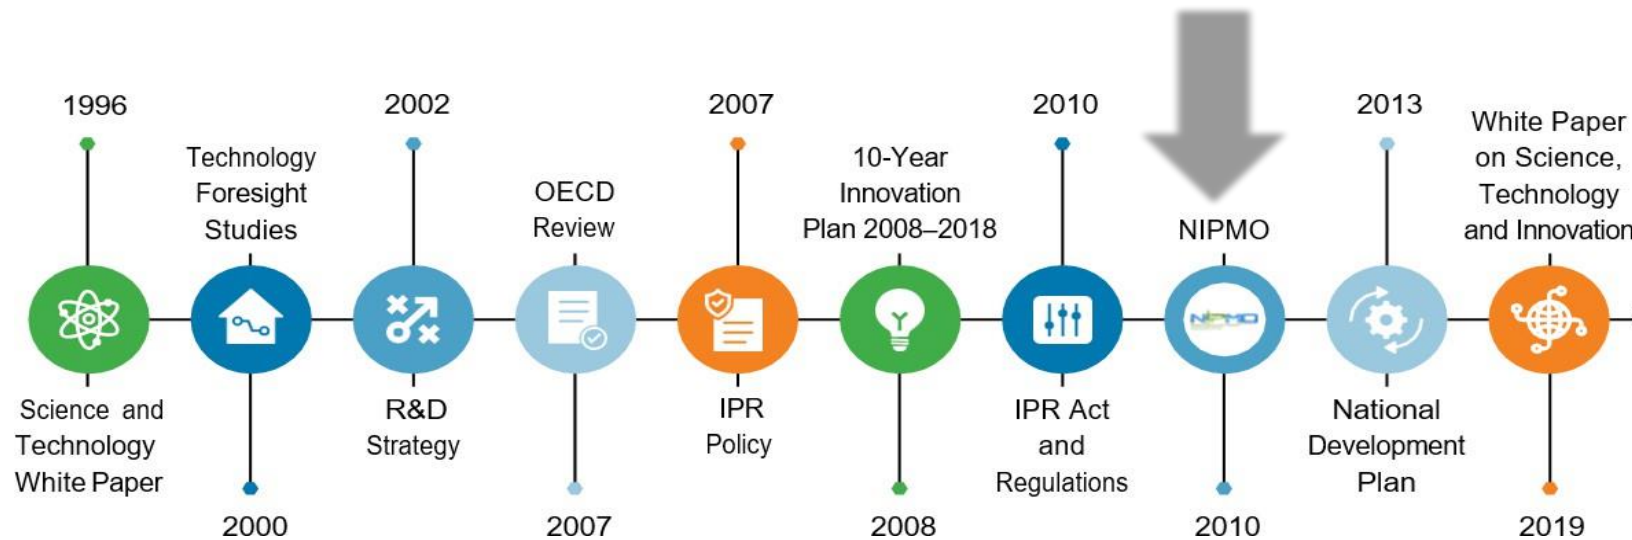 1996
Science and
Technology
White Paper
Technology
Foresight
Studies
2000
2002
R&D
Strategy
OECD
Review
2007
2007
IPR
Policy
10-Year
Innovation
Plan 2008–2018
2008
2010
IPR Act
and
Regulations
NIPMO
NIPMO
2010
2013
National
Development
Plan
White Paper
on Science,
Technology
and Innovation
2019